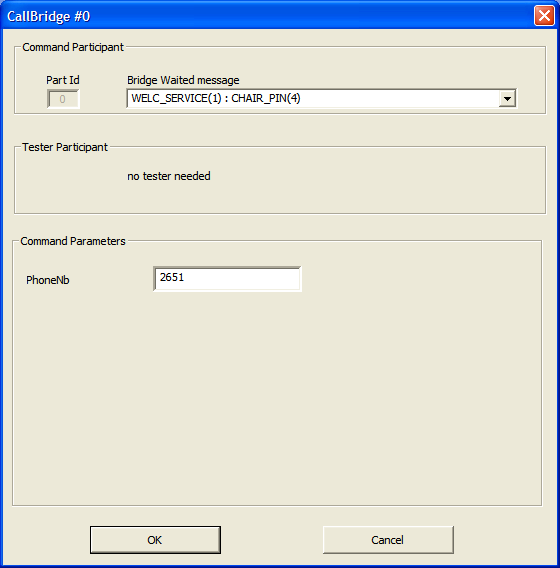 CallBridge #0
Command Participant
Part Id Bridge Waited message
0 WELC_SERVICE(1) : CHAIR_PIN(4)
Tester Participant
no tester needed
Command Parameters
PhoneNb 2651
OK Cancel